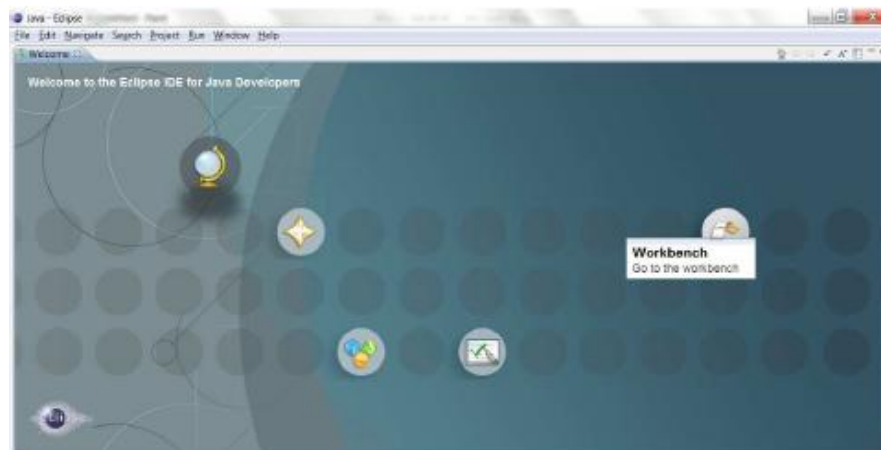 Java - Eclipse
File Edit Navigate Search Project Run Window Help
Welcome
Welcome to the Eclipse IDE for Java Developers
Workbench
Go to the workbench